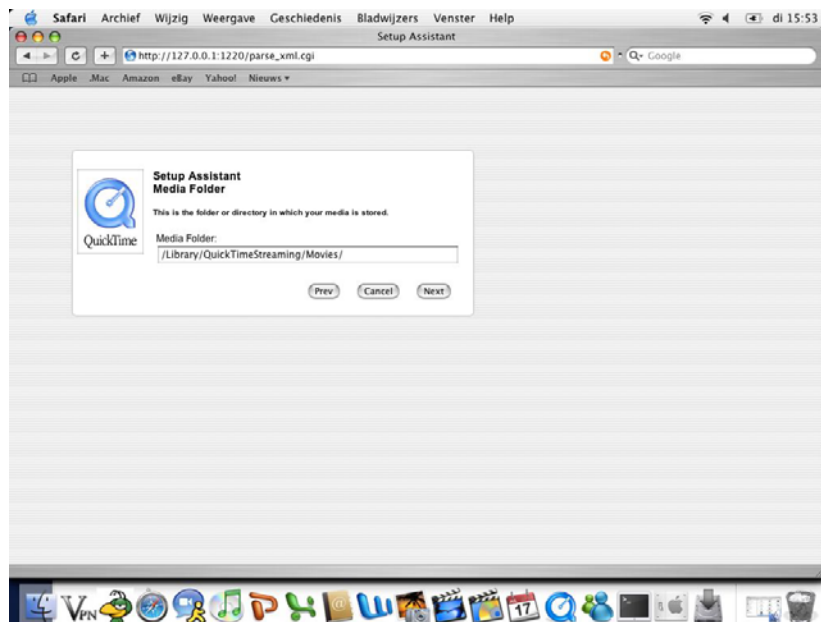 Safari Archief Wijzig Weergave Geschiedenis Bladwijzers Venster Help di 15:53
Setup Assistant
http://127.0.0.1:1220/parse_xml.cgi
Google
Apple .Mac Amazon eBay Yahoo! Nieuws
Setup Assistant
Media Folder
This is the folder or directory in which your media is stored.
QuickTime
Media Folder:
/Library/QuickTimeStreaming/Movies/
Prev Cancel Next
VPN
17